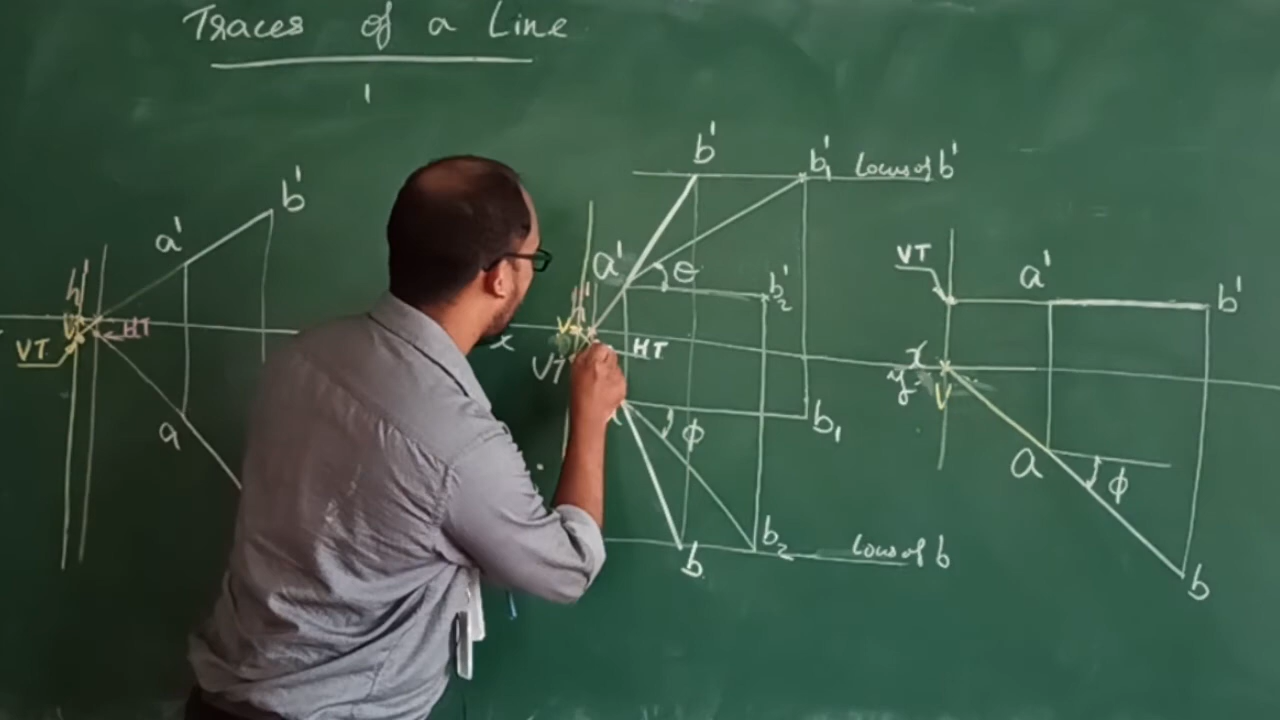 Traces of a Line
b'
a'
h'
V
HT
VT
a
b'
b'₁
Locus of b'
a'
θ
b'₂
h'
V
x
HT
VT
b₁
ϕ
b
b₂
Locus of b
VT
a'
b'
x
y
V
a
ϕ
b